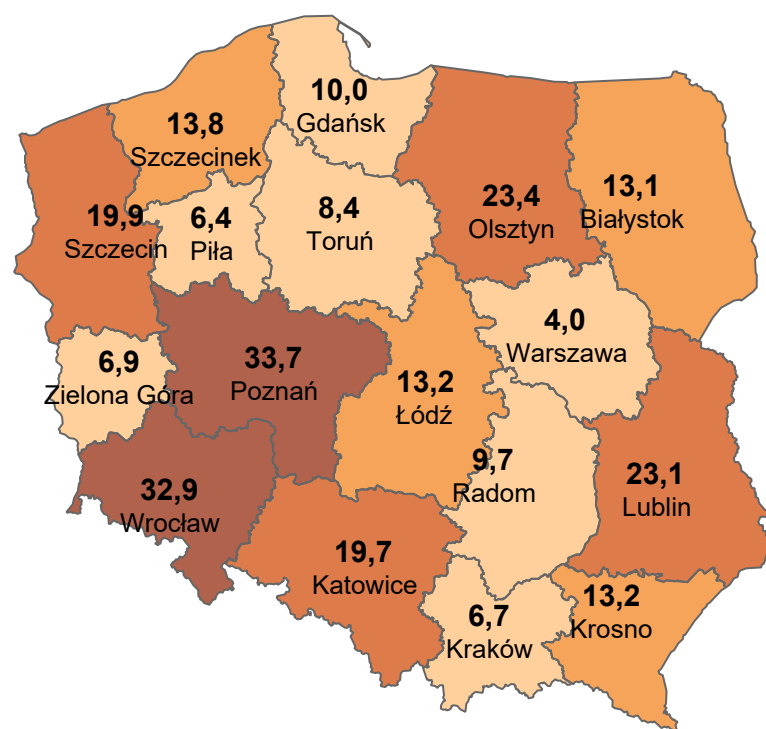 10,0
Gdańsk
13,8
Szczecinek
23,4
Olsztyn
13,1
Białystok
19,9
Szczecin
6,4
Piła
8,4
Toruń
4,0
Warszawa
6,9
Zielona Góra
33,7
Poznań
13,2
Łódź
9,7
Radom
23,1
Lublin
32,9
Wrocław
19,7
Katowice
6,7
Kraków
13,2
Krosno